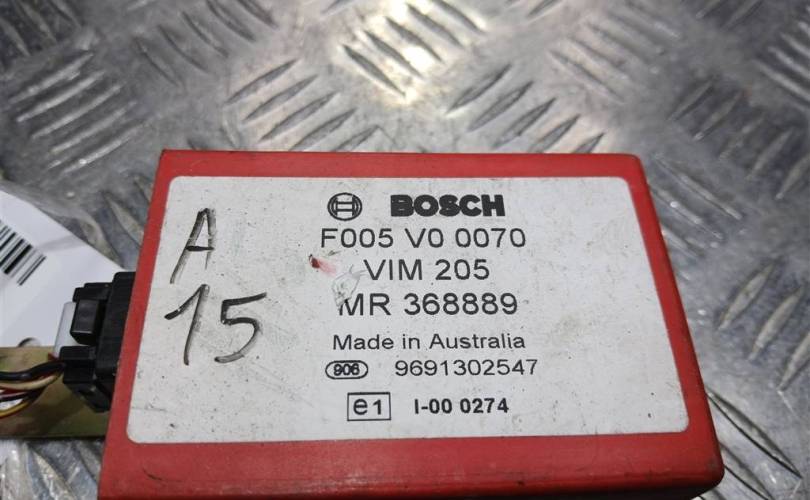 BOSCH
F005 V0 0070
VIM 205
MR 368889
Made in Australia
906 9691302547
e1 I-00 0274
A
15